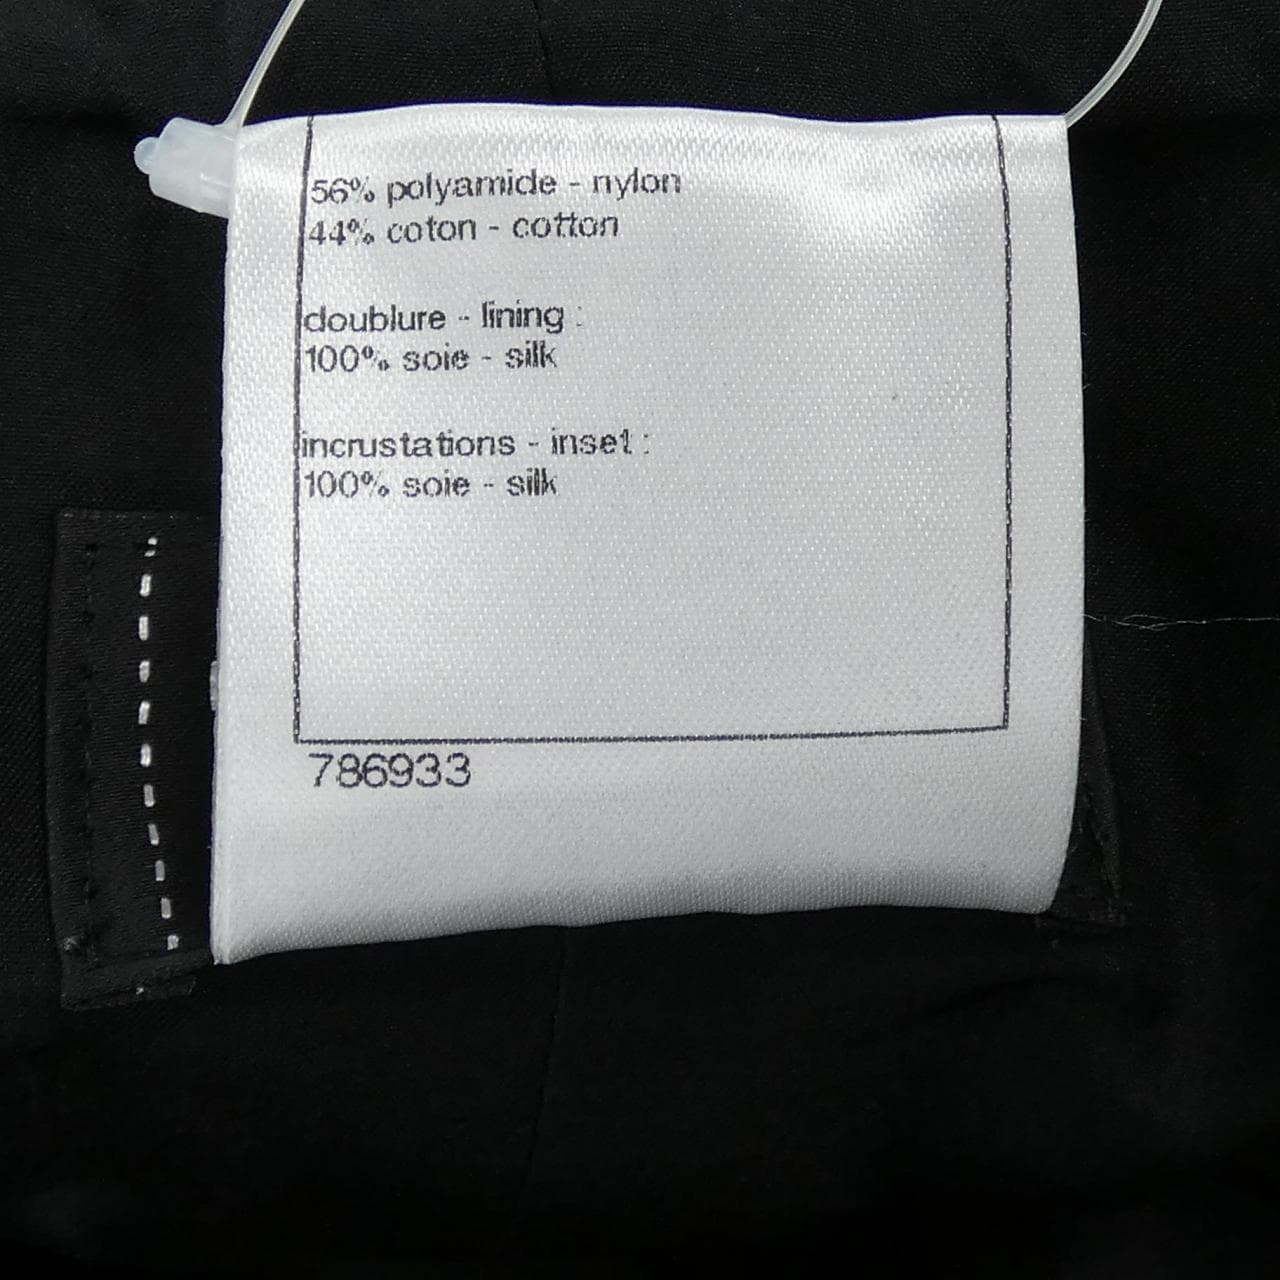 56% polyamide - nylon
44% coton - cotton
doublure - lining :
100% soie - silk
incrustations - inset :
100% soie - silk
786933